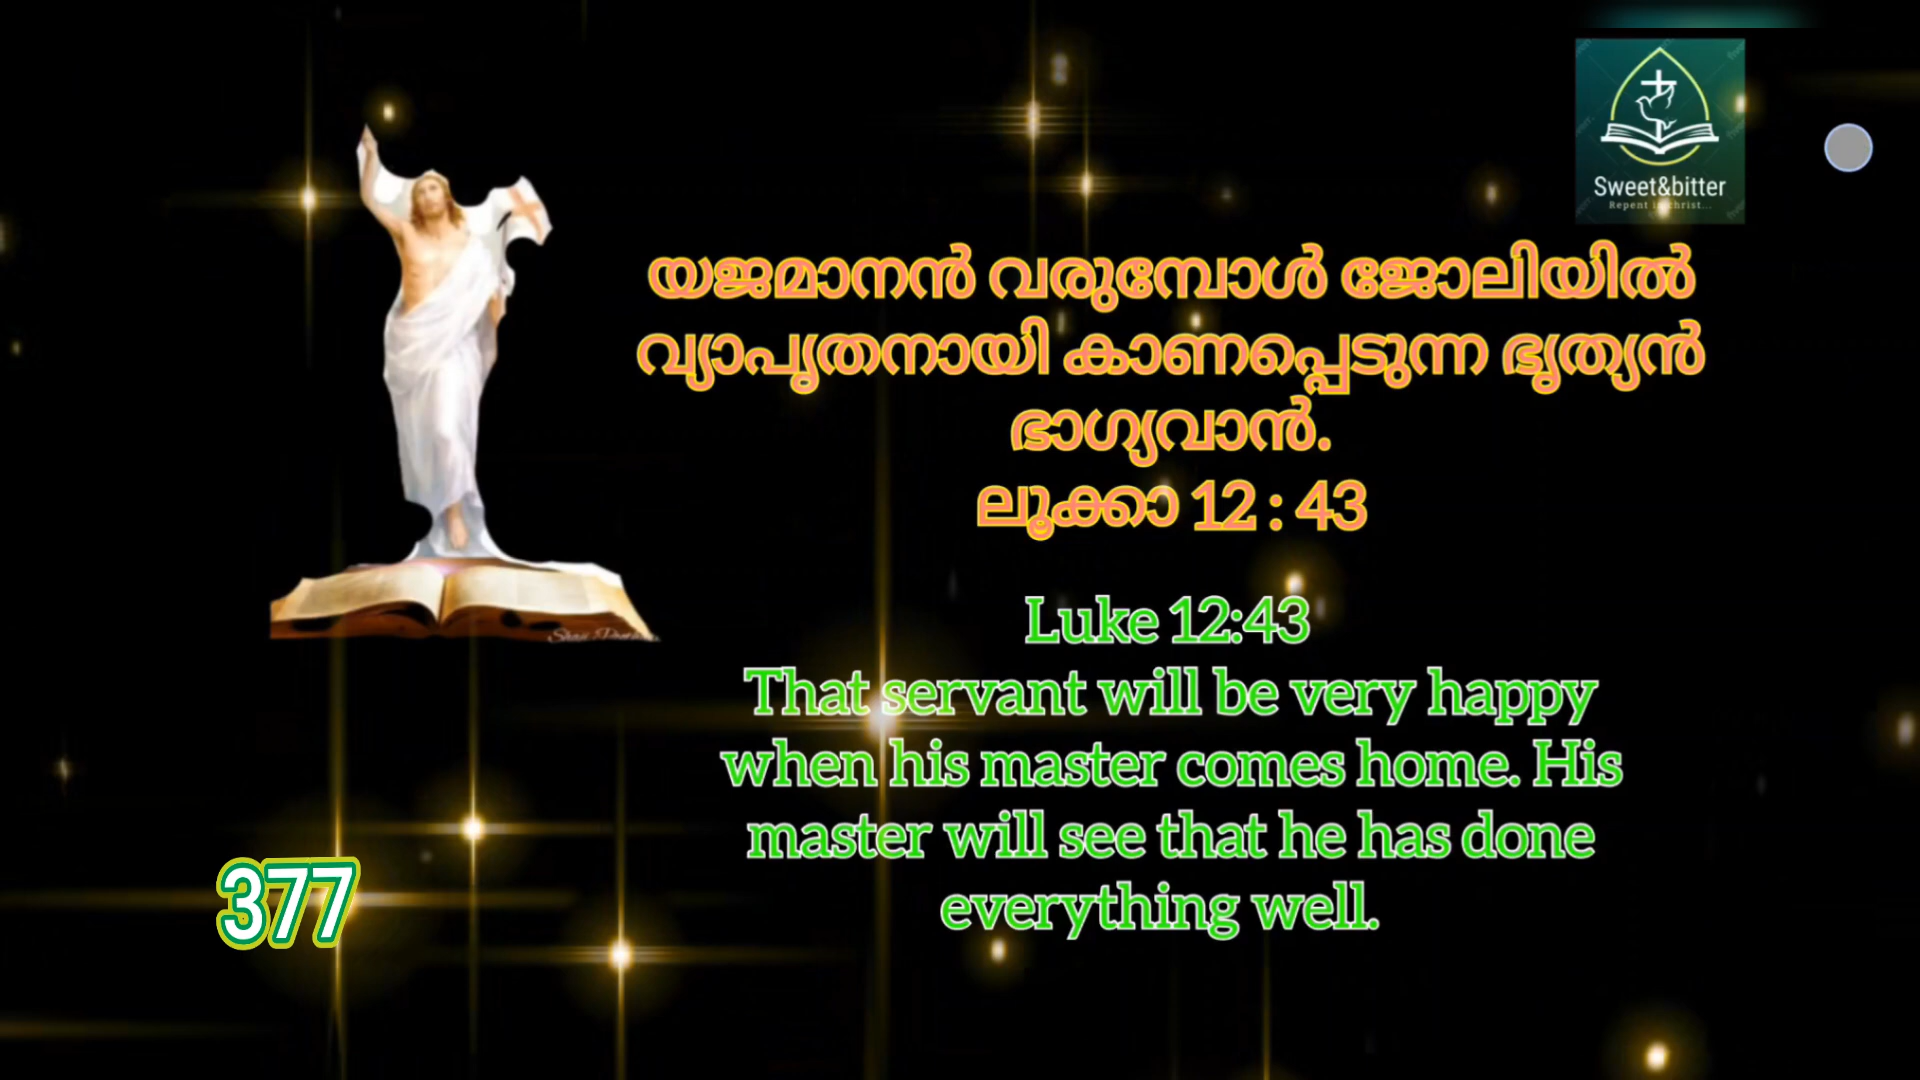 Sweet&bitter
യജമാനൻ വരുമ്പോൾ ജോലിയിൽ
വ്യാപൃതനായി കാണപ്പെടുന്ന ഭൃത്യൻ
ഭാഗ്യവാൻ.
ലൂക്കാ 12 : 43
Luke 12:43
That servant will be very happy
when his master comes home. His
master will see that he has done
everything well.
377